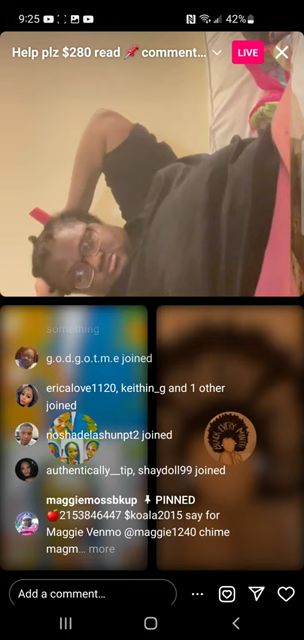 9:25
42%
Help plz $280 read 📌 comment...
LIVE
something
g.o.d.g.o.t.m.e joined
ericalove1120, keithin_g and 1 other
joined
noshadelashunpt2 joined
authentically__tip, shaydoll99 joined
maggiemossbkup 📌 PINNED
🍎2153846447 $koala2015 say for
Maggie Venmo @maggie1240 chime
magm... more
Add a comment...